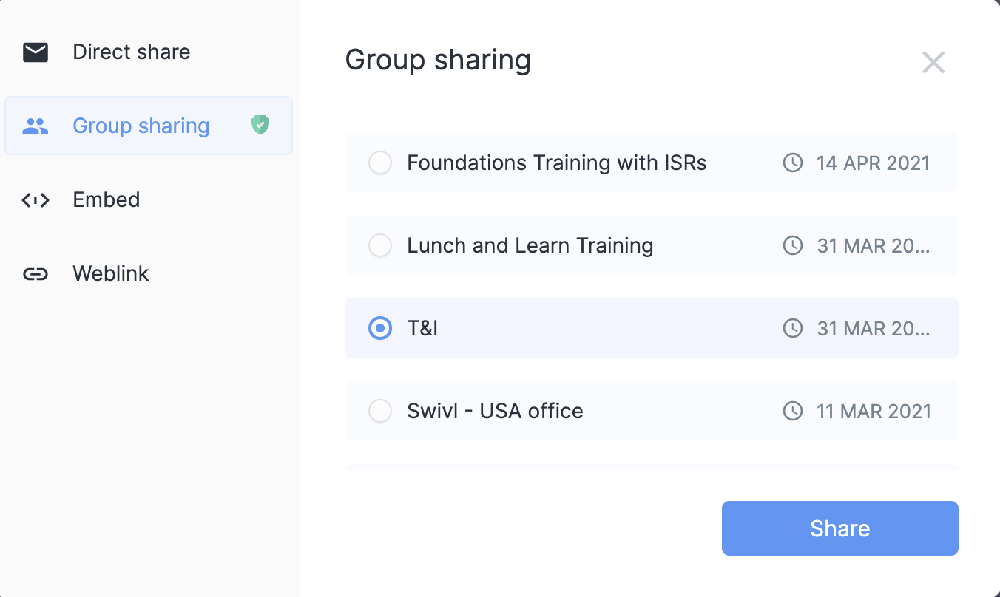 Direct share
Group sharing
Embed
Weblink
Group sharing
Foundations Training with ISRs 14 APR 2021
Lunch and Learn Training 31 MAR 20...
T&I 31 MAR 20...
Swivl - USA office 11 MAR 2021
Share